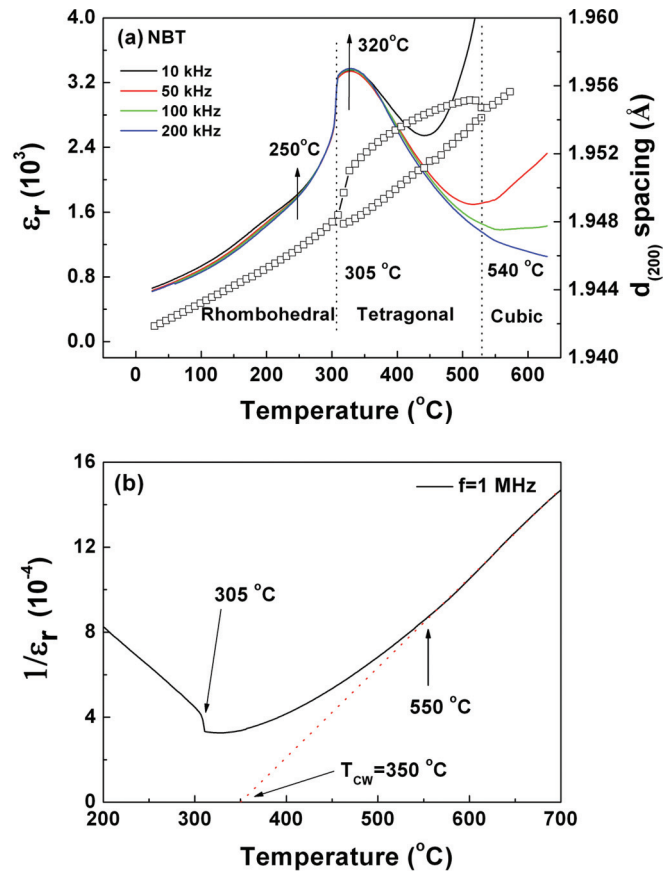 (a) NBT
10 kHz
50 kHz
100 kHz
200 kHz
250°C
320°C
305 °C
540 °C
Rhombohedral
Tetragonal
Cubic
4.0
3.2
2.4
1.6
0.8
0.0
εr (10³)
1.960
1.956
1.952
1.948
1.944
1.940
d(200) spacing (Å)
0 100 200 300 400 500 600
Temperature (°C)
(b)
f=1 MHz
305 °C
550 °C
TCW=350 °C
16
12
8
4
0
1/εr (10⁻⁴)
200 300 400 500 600 700
Temperature (°C)